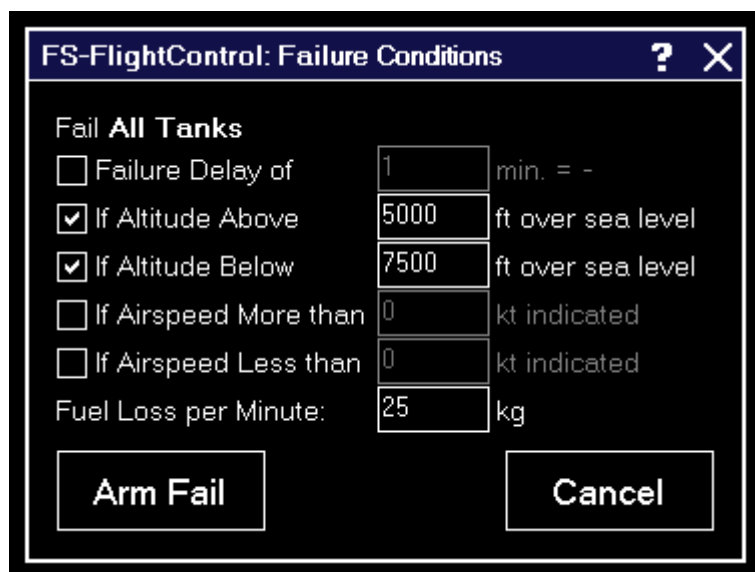 FS-FlightControl: Failure Conditions ? X
Fail All Tanks
Failure Delay of 1 min. = -
If Altitude Above 5000 ft over sea level
If Altitude Below 7500 ft over sea level
If Airspeed More than 0 kt indicated
If Airspeed Less than 0 kt indicated
Fuel Loss per Minute: 25 kg
Arm Fail Cancel